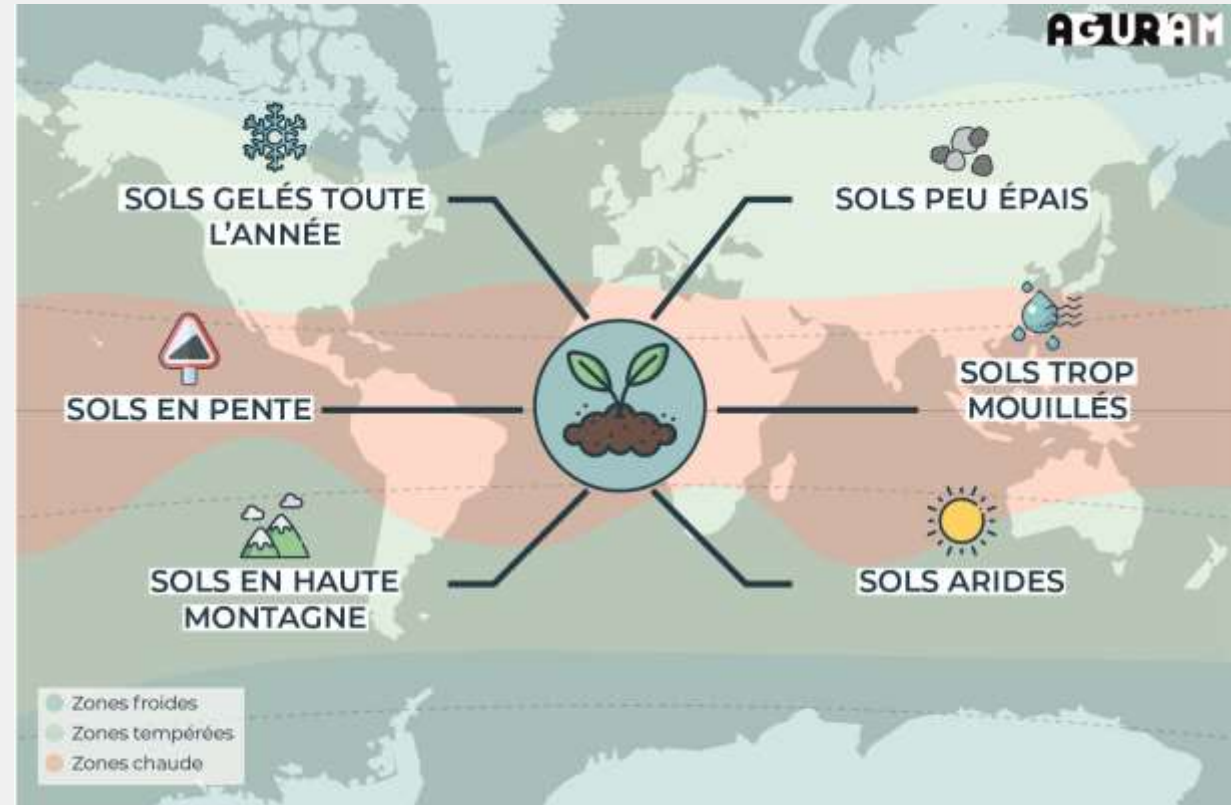 AGURAM
SOLS GELÉS TOUTE
L'ANNÉE
SOLS PEU ÉPAIS
SOLS EN PENTE
SOLS TROP
MOUILLÉS
SOLS EN HAUTE
MONTAGNE
SOLS ARIDES
Zones froides
Zones tempérées
Zones chaude